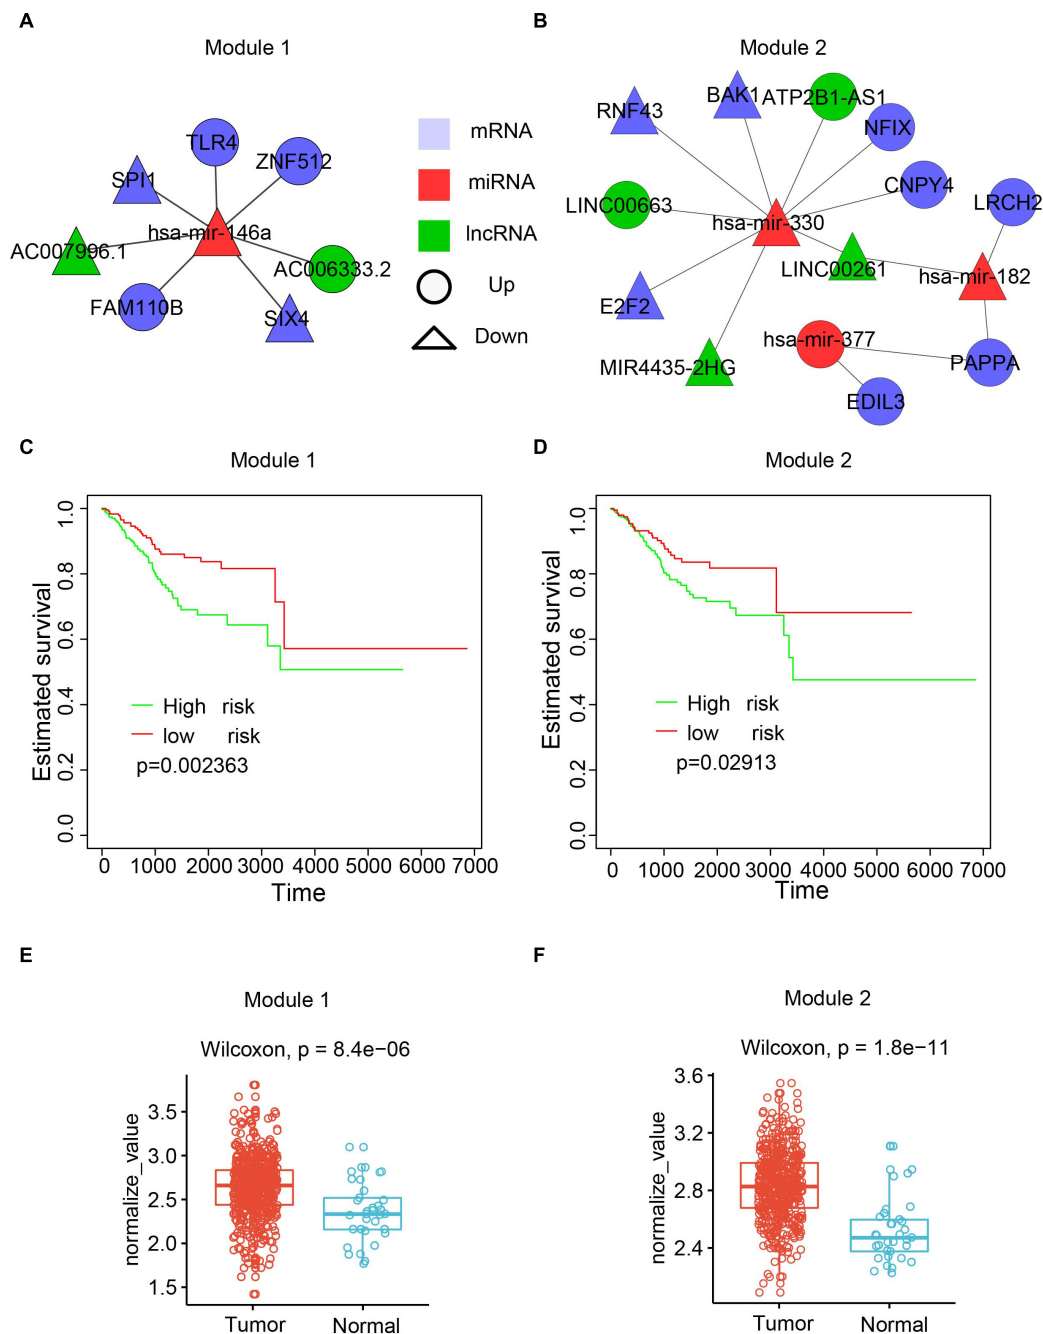 A
Module 1
TLR4
ZNF512
SPI1
hsa-mir-146a
AC007996.1
AC006333.2
FAM110B
SIX4
mRNA
miRNA
lncRNA
Up
Down
B
Module 2
RNF43
BAK1
ATP2B1-AS1
NFIX
CNPY4
LRCH2
LINC00663
hsa-mir-330
LINC00261
hsa-mir-182
E2F2
hsa-mir-377
MIR4435-2HG
PAPPA
EDIL3
C
Module 1
Estimated survival
1.0
0.8
0.6
0.4
0.2
0.0
High risk
low risk
p=0.002363
0 1000 2000 3000 4000 5000 6000 7000
Time
D
Module 2
Estimated survival
1.0
0.8
0.6
0.4
0.2
0.0
High risk
low risk
p=0.02913
0 1000 2000 3000 4000 5000 6000 7000
Time
E
Module 1
Wilcoxon, p = 8.4e−06
normalize_value
3.5
3.0
2.5
2.0
1.5
Tumor Normal
F
Module 2
Wilcoxon, p = 1.8e−11
normalize_value
3.6
3.2
2.8
2.4
Tumor Normal